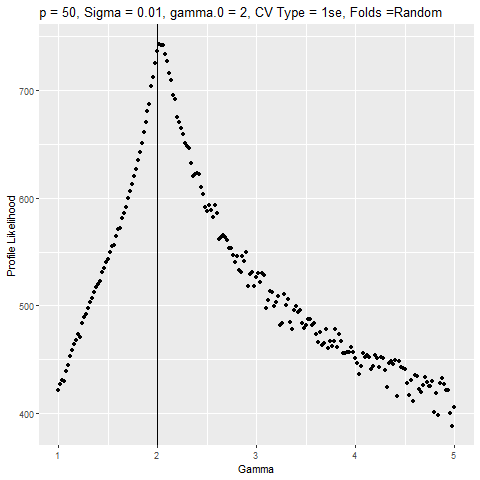 p = 50, Sigma = 0.01, gamma.0 = 2, CV Type = 1se, Folds =Random
Profile Likelihood
700
600
500
400
1 2 3 4 5
Gamma